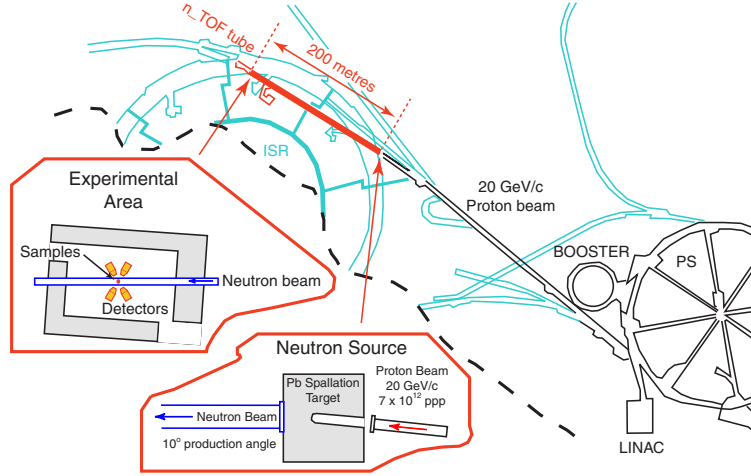 n_TOF tube
200 metres
ISR
20 GeV/c
Proton beam
BOOSTER
PS
LINAC
Experimental
Area
Samples
Neutron beam
Detectors
Neutron Source
Pb Spallation
Target
Proton Beam
20 GeV/c
7 x 10¹² ppp
Neutron Beam
10° production angle